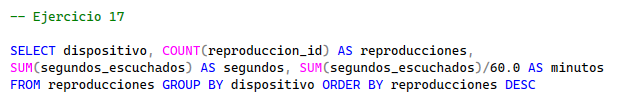 -- Ejercicio 17
SELECT dispositivo, COUNT(reproduccion_id) AS reproducciones,
SUM(segundos_escuchados) AS segundos, SUM(segundos_escuchados)/60.0 AS minutos
FROM reproducciones GROUP BY dispositivo ORDER BY reproducciones DESC